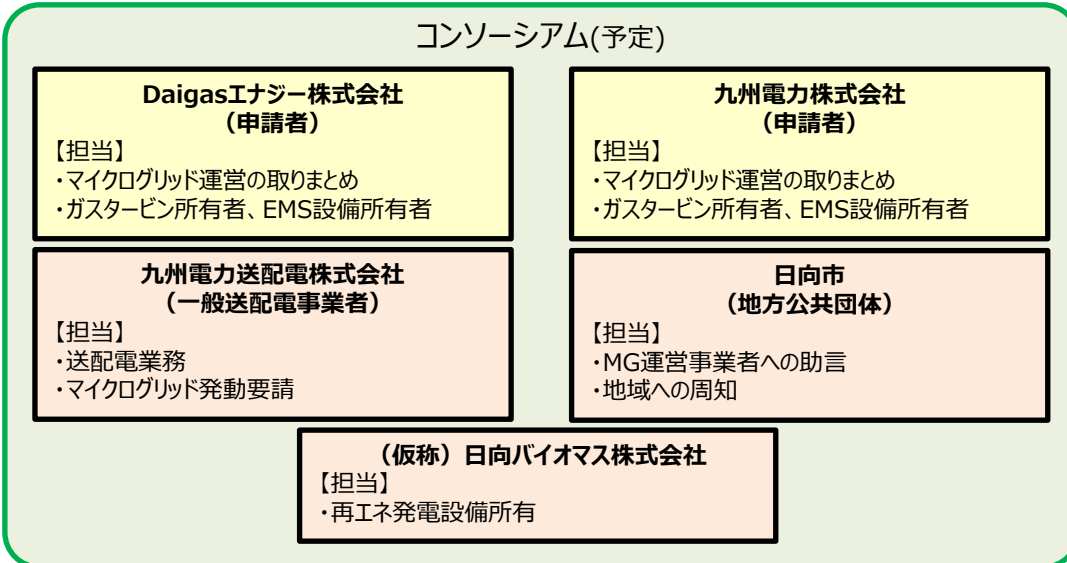 コンソーシアム(予定)
Daigasエナジー株式会社
（申請者）
【担当】
・マイクログリッド運営の取りまとめ
・ガスタービン所有者、EMS設備所有者
九州電力株式会社
（申請者）
【担当】
・マイクログリッド運営の取りまとめ
・ガスタービン所有者、EMS設備所有者
九州電力送配電株式会社
（一般送配電事業者）
【担当】
・送配電業務
・マイクログリッド発動要請
日向市
（地方公共団体）
【担当】
・MG運営事業者への助言
・地域への周知
（仮称）日向バイオマス株式会社
【担当】
・再エネ発電設備所有